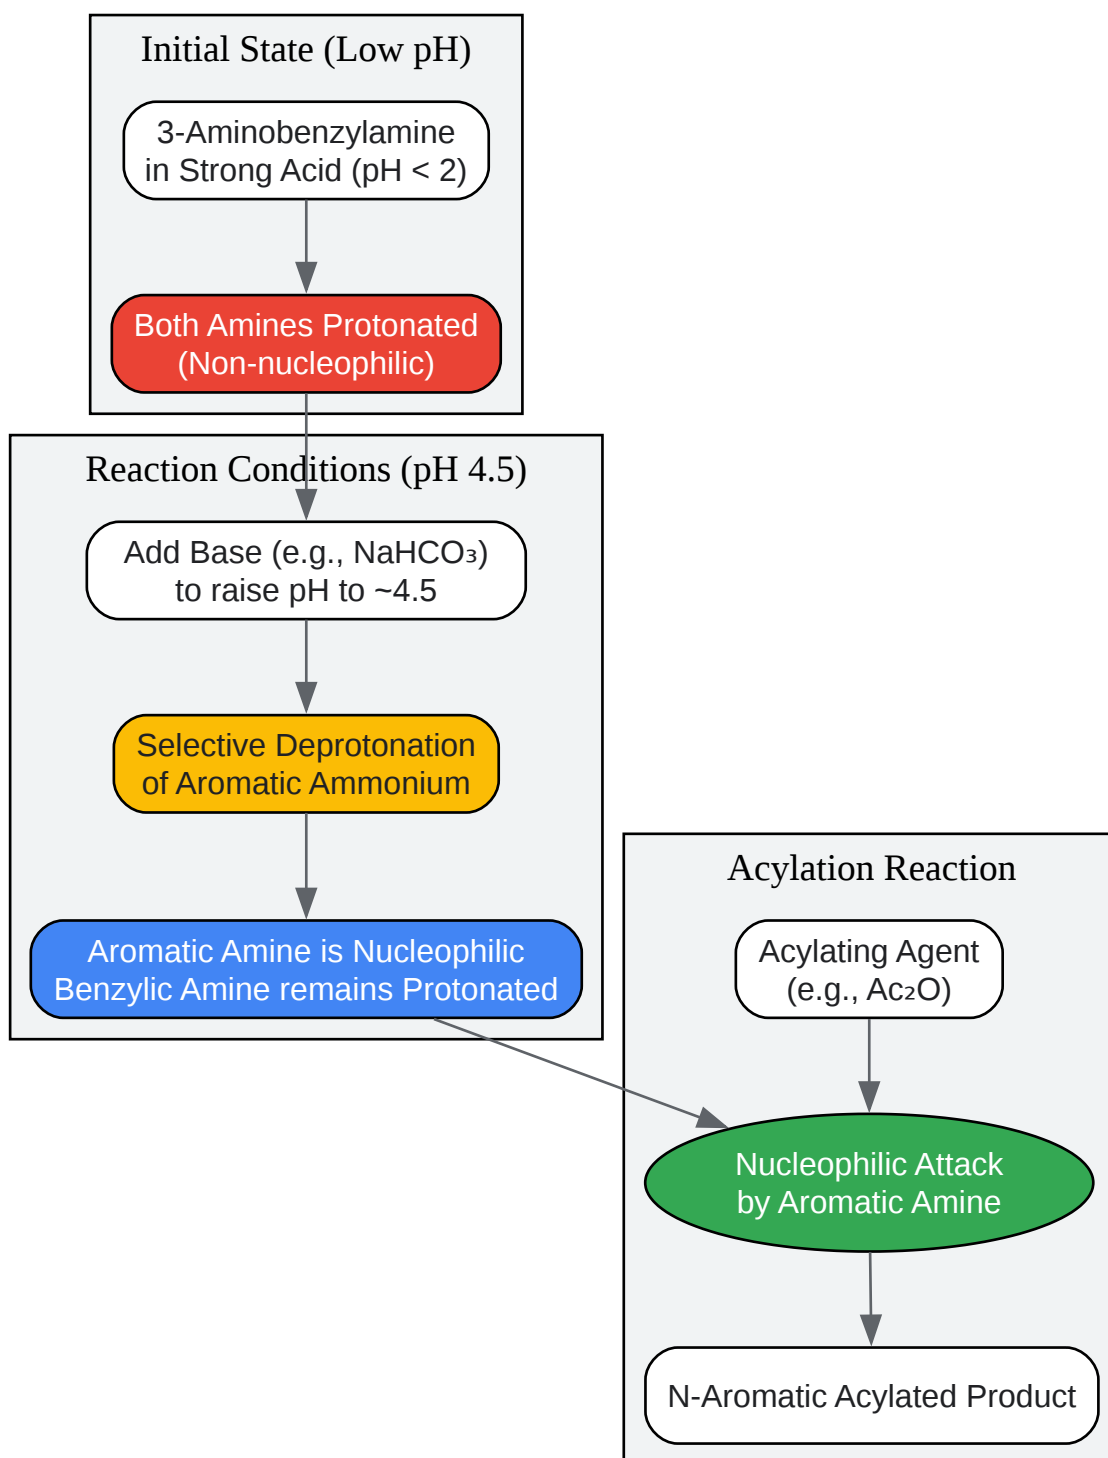 Initial State (Low pH)
3-Aminobenzylamine
in Strong Acid (pH < 2)
Both Amines Protonated
(Non-nucleophilic)
Reaction Conditions (pH 4.5)
Add Base (e.g., NaHCO₃)
to raise pH to ~4.5
Selective Deprotonation
of Aromatic Ammonium
Aromatic Amine is Nucleophilic
Benzylic Amine remains Protonated
Acylation Reaction
Acylating Agent
(e.g., Ac₂O)
Nucleophilic Attack
by Aromatic Amine
N-Aromatic Acylated Product